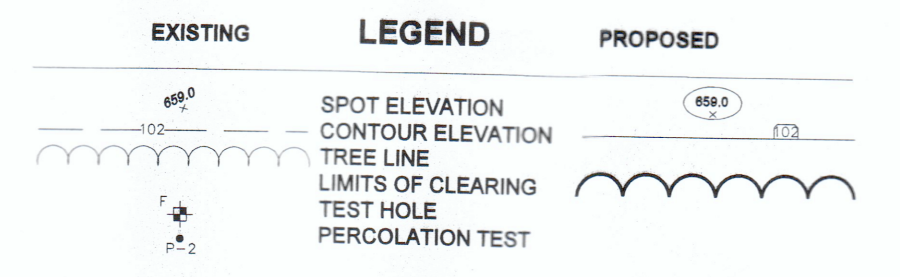 EXISTING LEGEND PROPOSED
659.0 SPOT ELEVATION 659.0
102 CONTOUR ELEVATION 102
TREE LINE
LIMITS OF CLEARING
F TEST HOLE
P-2 PERCOLATION TEST